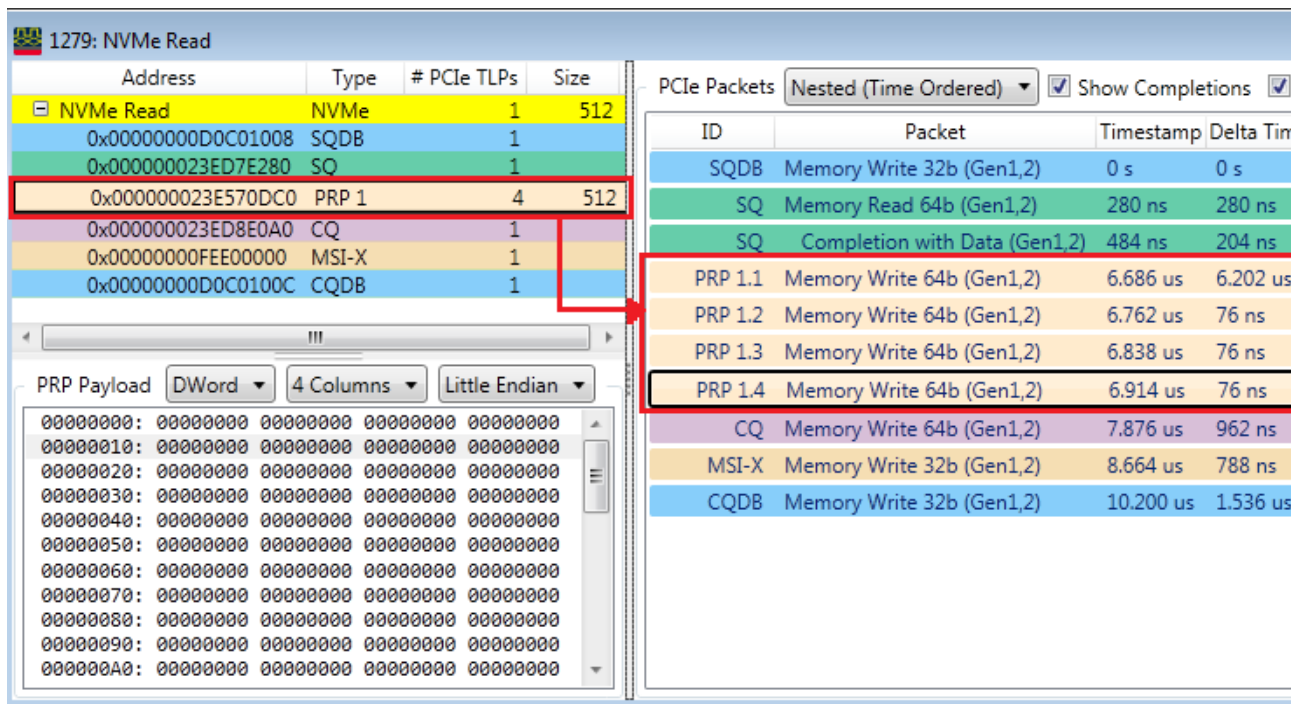 1279: NVMe Read
Address Type # PCIe TLPs Size
NVMe Read NVMe 1 512
0x00000000D0C01008 SQDB 1
0x000000023ED7E280 SQ 1
0x000000023E570DC0 PRP 1 4 512
0x000000023ED8E0A0 CQ 1
0x00000000FEE00000 MSI-X 1
0x00000000D0C0100C CQDB 1
PRP Payload DWord 4 Columns Little Endian
00000000: 00000000 00000000 00000000 00000000
00000010: 00000000 00000000 00000000 00000000
00000020: 00000000 00000000 00000000 00000000
00000030: 00000000 00000000 00000000 00000000
00000040: 00000000 00000000 00000000 00000000
00000050: 00000000 00000000 00000000 00000000
00000060: 00000000 00000000 00000000 00000000
00000070: 00000000 00000000 00000000 00000000
00000080: 00000000 00000000 00000000 00000000
00000090: 00000000 00000000 00000000 00000000
000000A0: 00000000 00000000 00000000 00000000
PCIe Packets Nested (Time Ordered) Show Completions
ID Packet Timestamp Delta Tim
SQDB Memory Write 32b (Gen1,2) 0 s 0 s
SQ Memory Read 64b (Gen1,2) 280 ns 280 ns
SQ Completion with Data (Gen1,2) 484 ns 204 ns
PRP 1.1 Memory Write 64b (Gen1,2) 6.686 us 6.202 us
PRP 1.2 Memory Write 64b (Gen1,2) 6.762 us 76 ns
PRP 1.3 Memory Write 64b (Gen1,2) 6.838 us 76 ns
PRP 1.4 Memory Write 64b (Gen1,2) 6.914 us 76 ns
CQ Memory Write 64b (Gen1,2) 7.876 us 962 ns
MSI-X Memory Write 32b (Gen1,2) 8.664 us 788 ns
CQDB Memory Write 32b (Gen1,2) 10.200 us 1.536 us